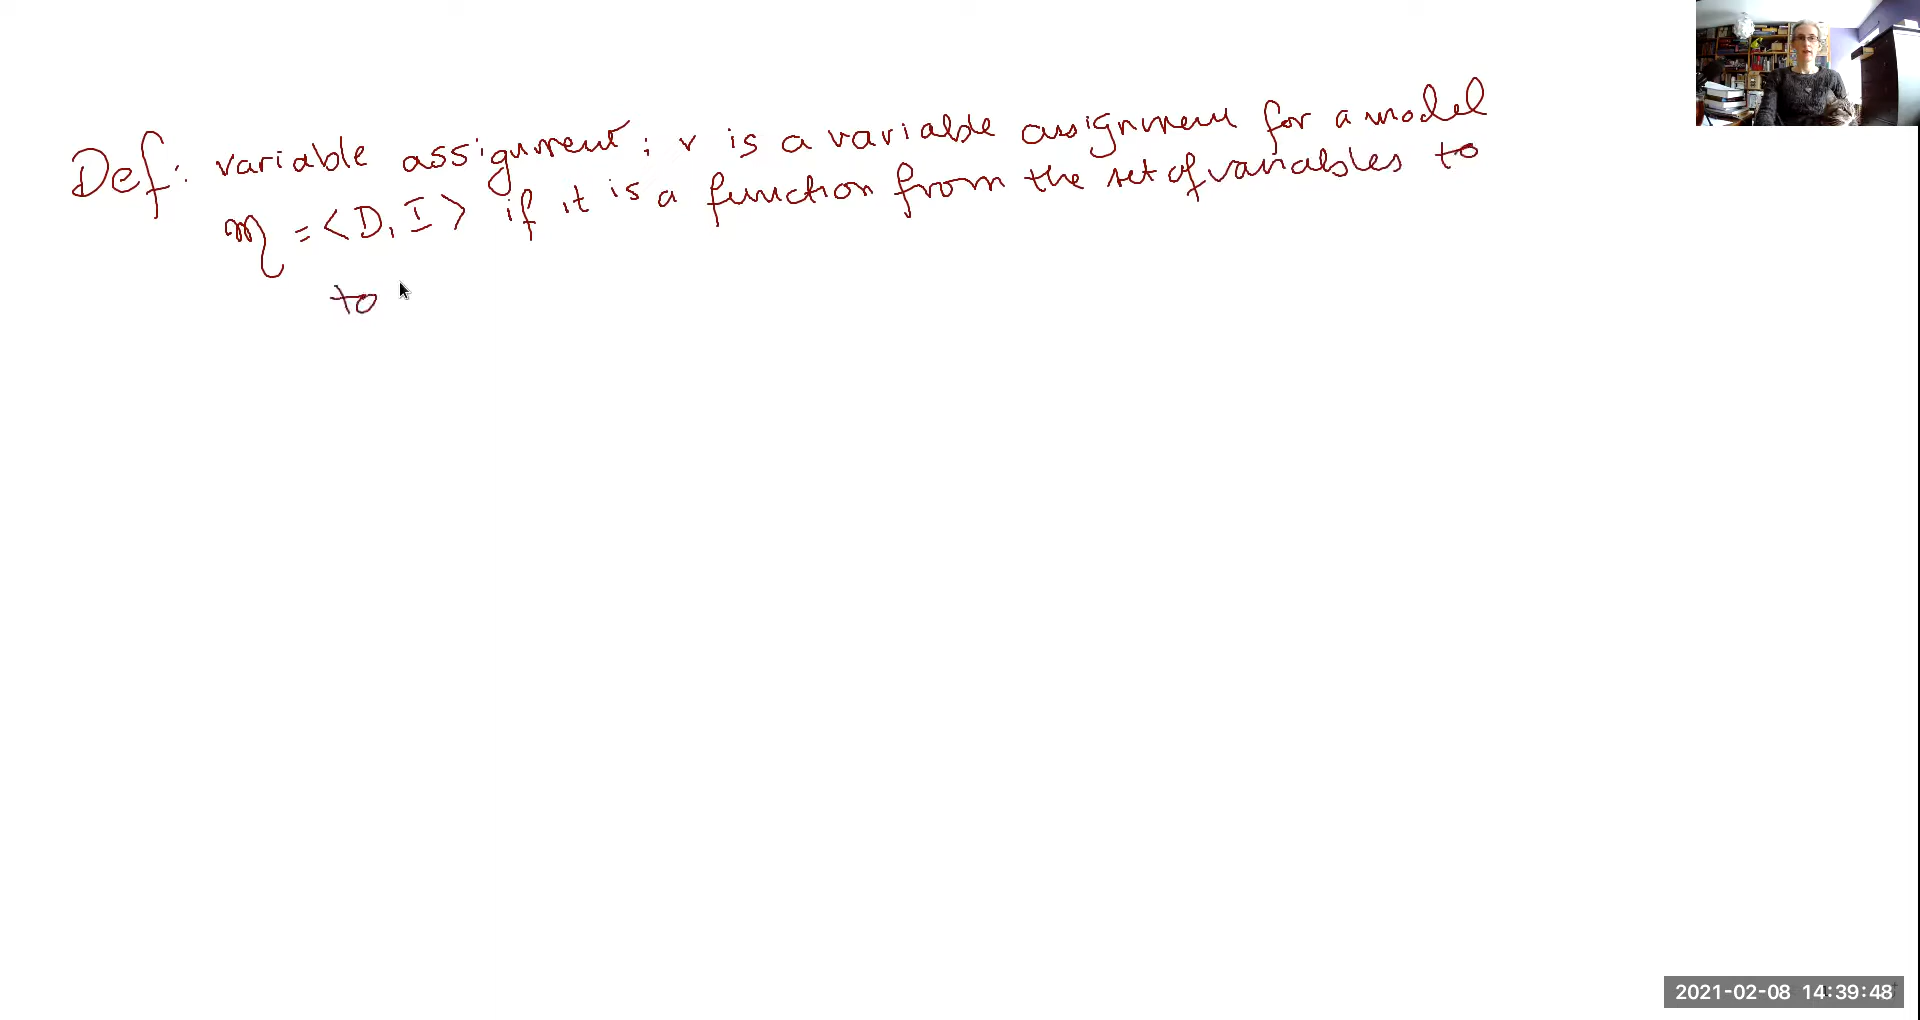 Def: variable assignment: v is a variable assignment for a model
𝔐 = <D, I> if it is a function from the set of variables to
to
2021-02-08 14:39:48